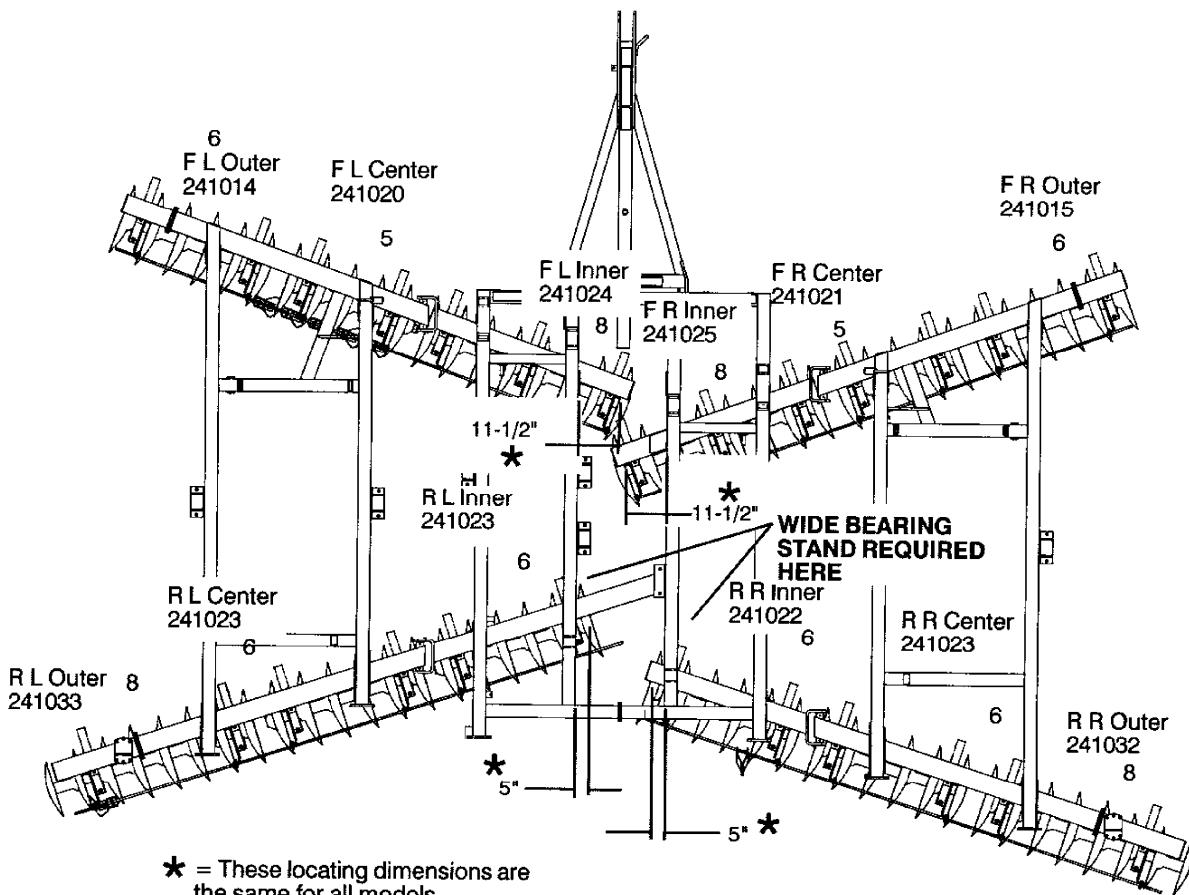 6
F L Outer
241014
F L Center
241020
5
F R Outer
241015
6
F L Inner
241024
8
F R Inner
241025
8
F R Center
241021
5
11-1/2"
*
R L Inner
241023
6
*
11-1/2"
WIDE BEARING
STAND REQUIRED
HERE
R R Inner
241022
6
R L Center
241023
6
R R Center
241023
6
R L Outer
241033
8
R R Outer
241032
8
*
5"
5" *
* = These locating dimensions are
the same for all models